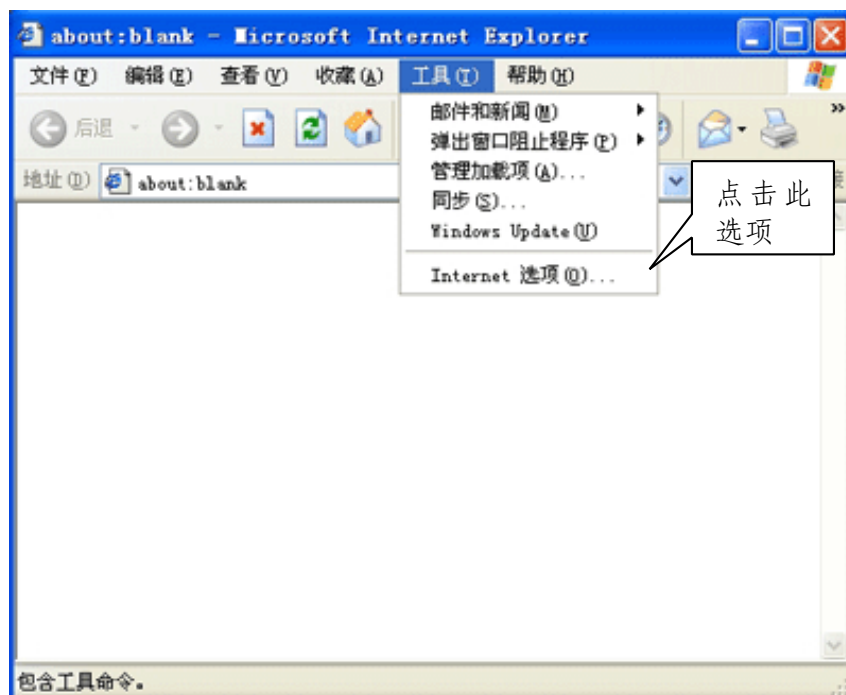 about:blank - Microsoft Internet Explorer
文件(F) 编辑(E) 查看(V) 收藏(A) 工具(T) 帮助(H)
后退
地址(D) about:blank
邮件和新闻(M)
弹出窗口阻止程序(P)
管理加载项(A)...
同步(S)...
Windows Update(U)
Internet 选项(O)...
点击此
选项
包含工具命令。